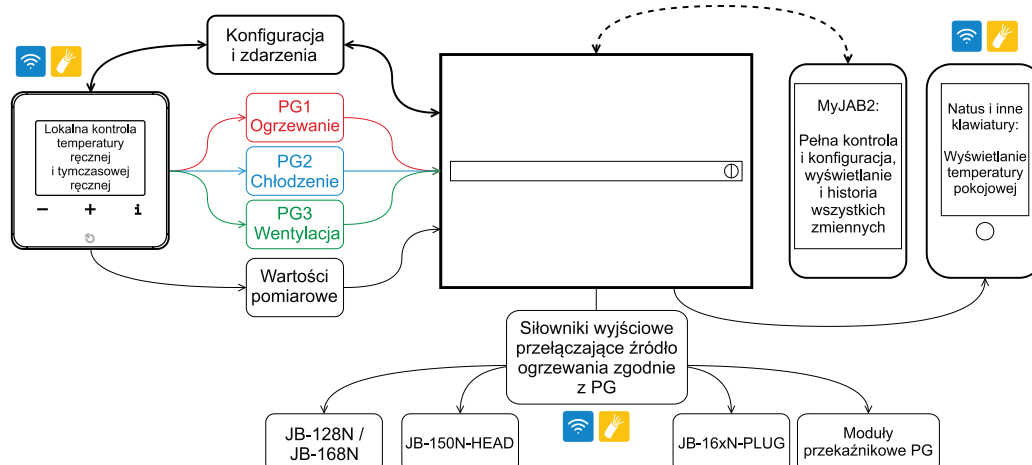 Konfiguracja
i zdarzenia
Lokalna kontrola
temperatury
ręcznej
i tymczasowej
ręcznej
– + i
PG1
Ogrzewanie
PG2
Chłodzenie
PG3
Wentylacja
Wartości
pomiarowe
MyJAB2:
Pełna kontrola
i konfiguracja,
wyświetlanie
i historia
wszystkich
zmiennych
Natus i inne
klawiatury:
Wyświetlanie
temperatury
pokojowej
Siłowniki wyjściowe
przełączające źródło
ogrzewania zgodnie
z PG
JB-128N /
JB-168N
JB-150N-HEAD
JB-16xN-PLUG
Moduły
przekaźnikowe PG